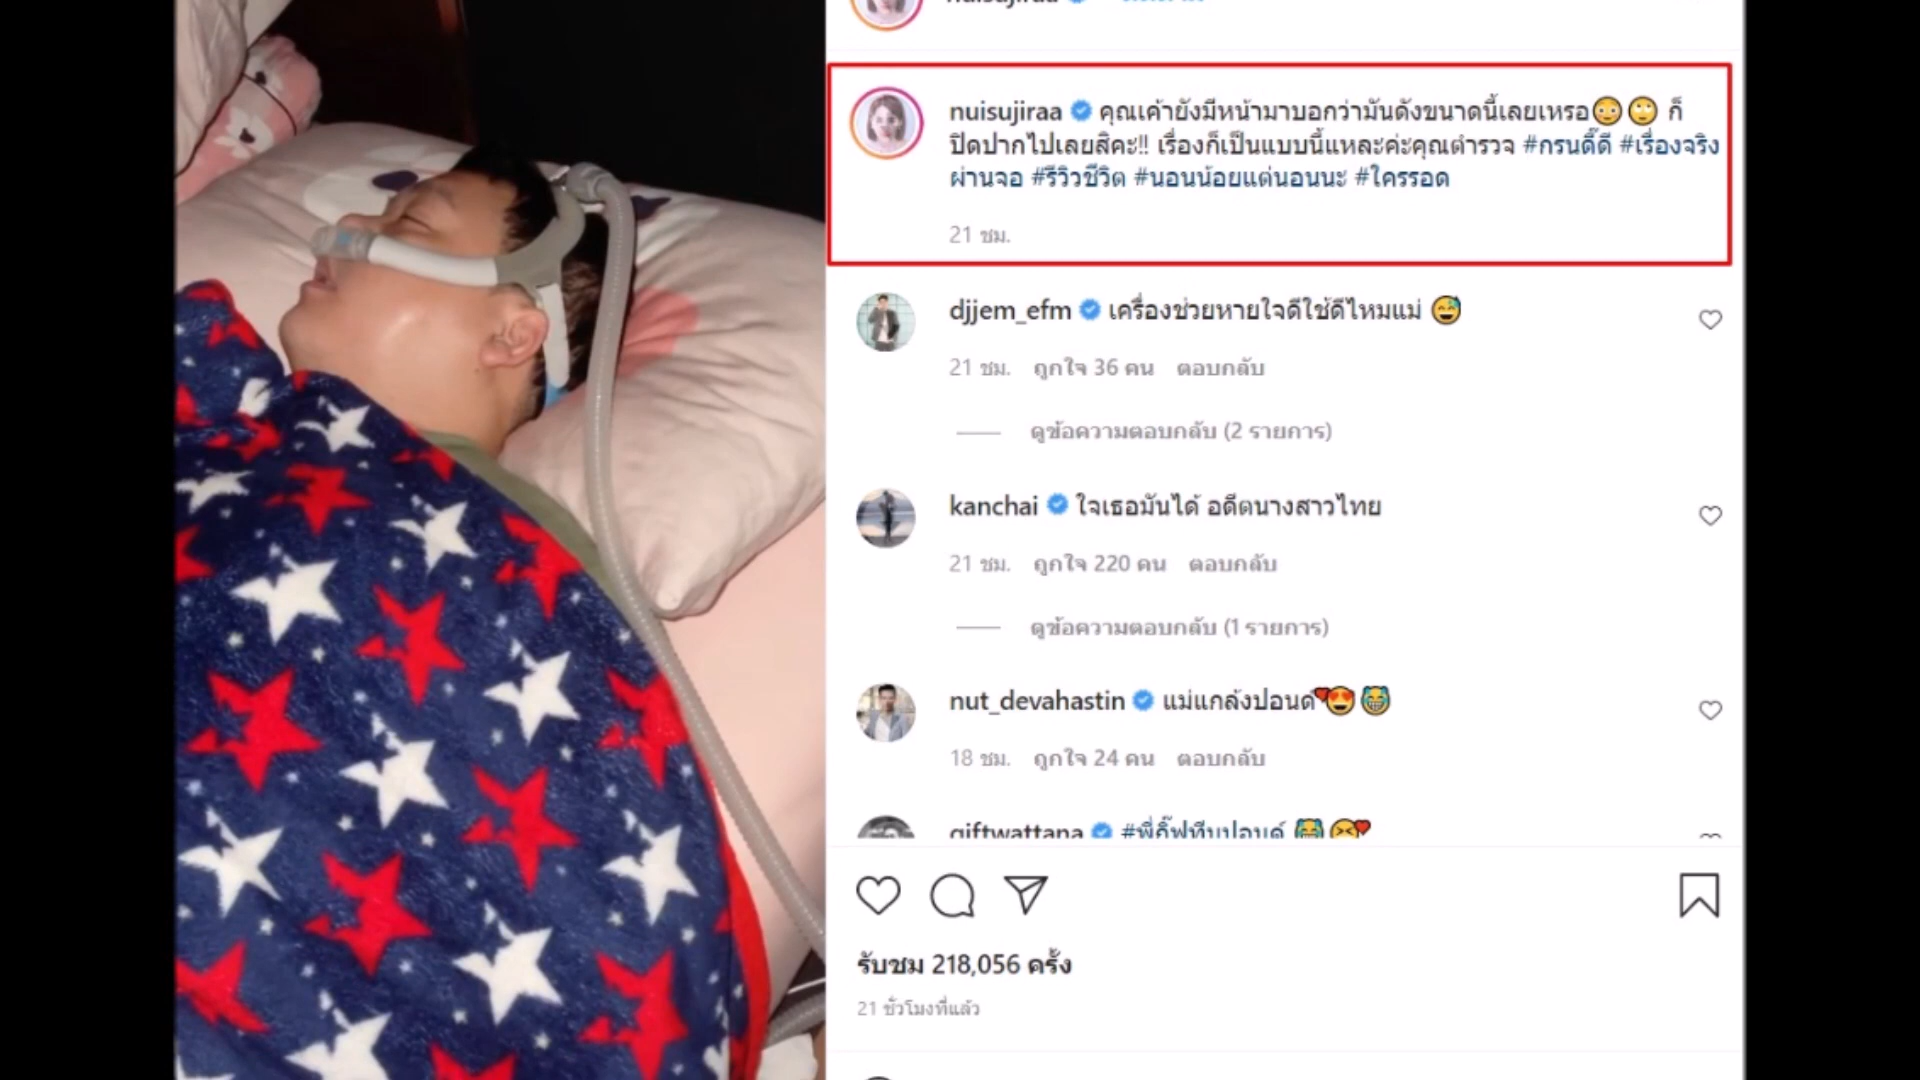 nuisujiraa
nuisujiraa คุณเค้ายังมีหน้ามาบอกว่ามันดังขนาดนี้เลยเหรอ😳🙄 ก็
ปิดปากไปเลยสิคะ!! เรื่องก็เป็นแบบนี้แหละค่ะคุณตำรวจ #กรนดี๊ดี #เรื่องจริง
ผ่านจอ #รีวิวชีวิต #นอนน้อยแต่นอนนะ #ใครรอด
21 ชม.
djjem_efm เครื่องช่วยหายใจดีใช้ดีไหมแม่ 😅
21 ชม. ถูกใจ 36 คน ตอบกลับ
ดูข้อความตอบกลับ (2 รายการ)
kanchai ใจเธอมันได้ อดีตนางสาวไทย
21 ชม. ถูกใจ 220 คน ตอบกลับ
ดูข้อความตอบกลับ (1 รายการ)
nut_devahastin แม่แกล้งปอนด์😍😹
18 ชม. ถูกใจ 24 คน ตอบกลับ
giftwattana #พี่กิ๊ฟทีมปอนด์
รับชม 218,056 ครั้ง
21 ชั่วโมงที่แล้ว